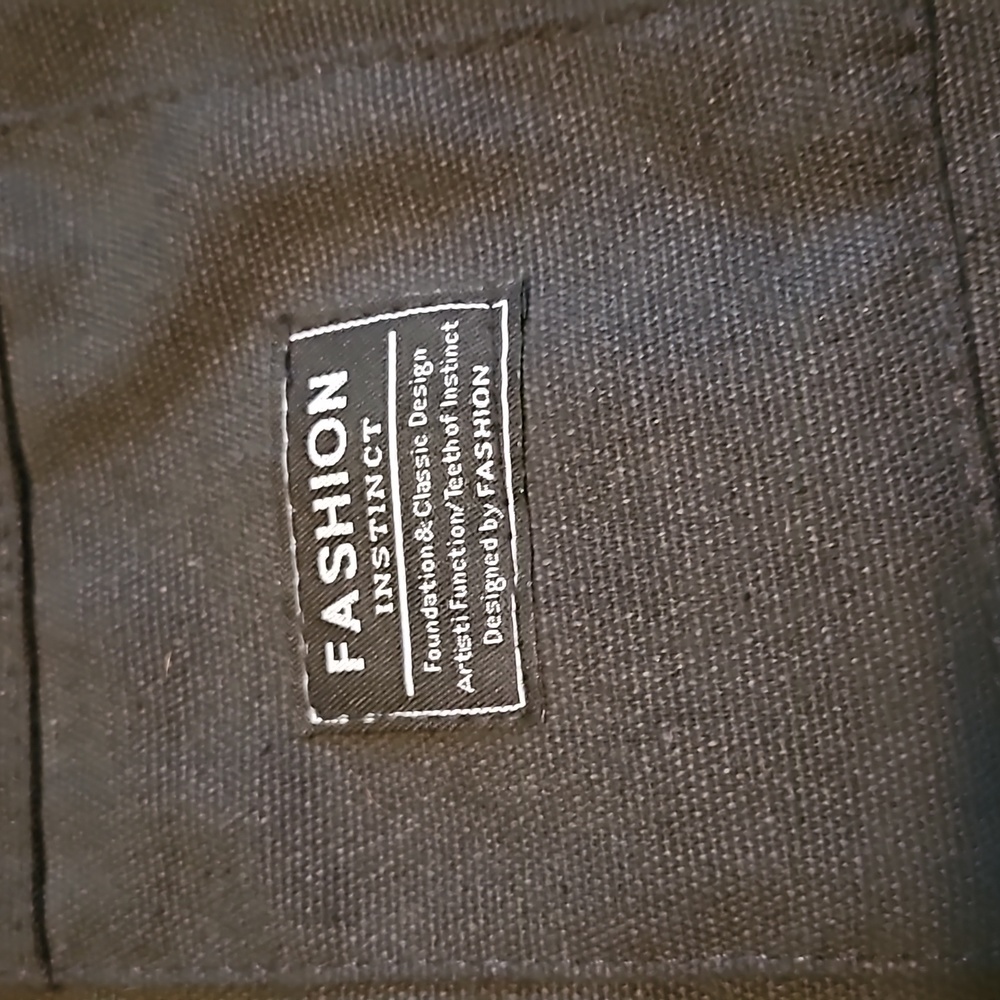 FASHION
INSTINCT
Foundation & Classic Design
Artisti Function/Teeth of Instinct
Designed by FASHION